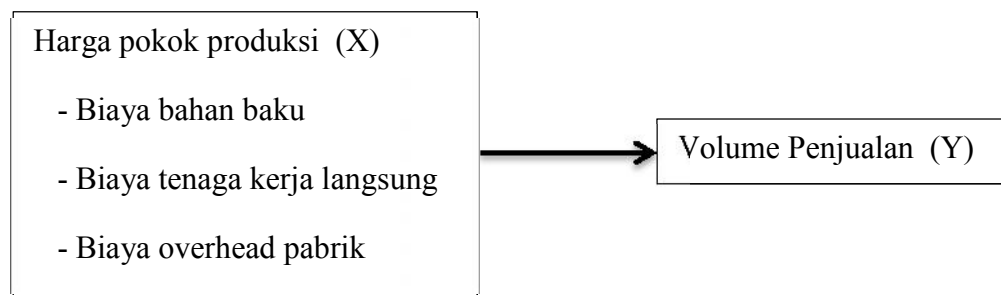 Harga pokok produksi (X)
- Biaya bahan baku
- Biaya tenaga kerja langsung
- Biaya overhead pabrik
Volume Penjualan (Y)